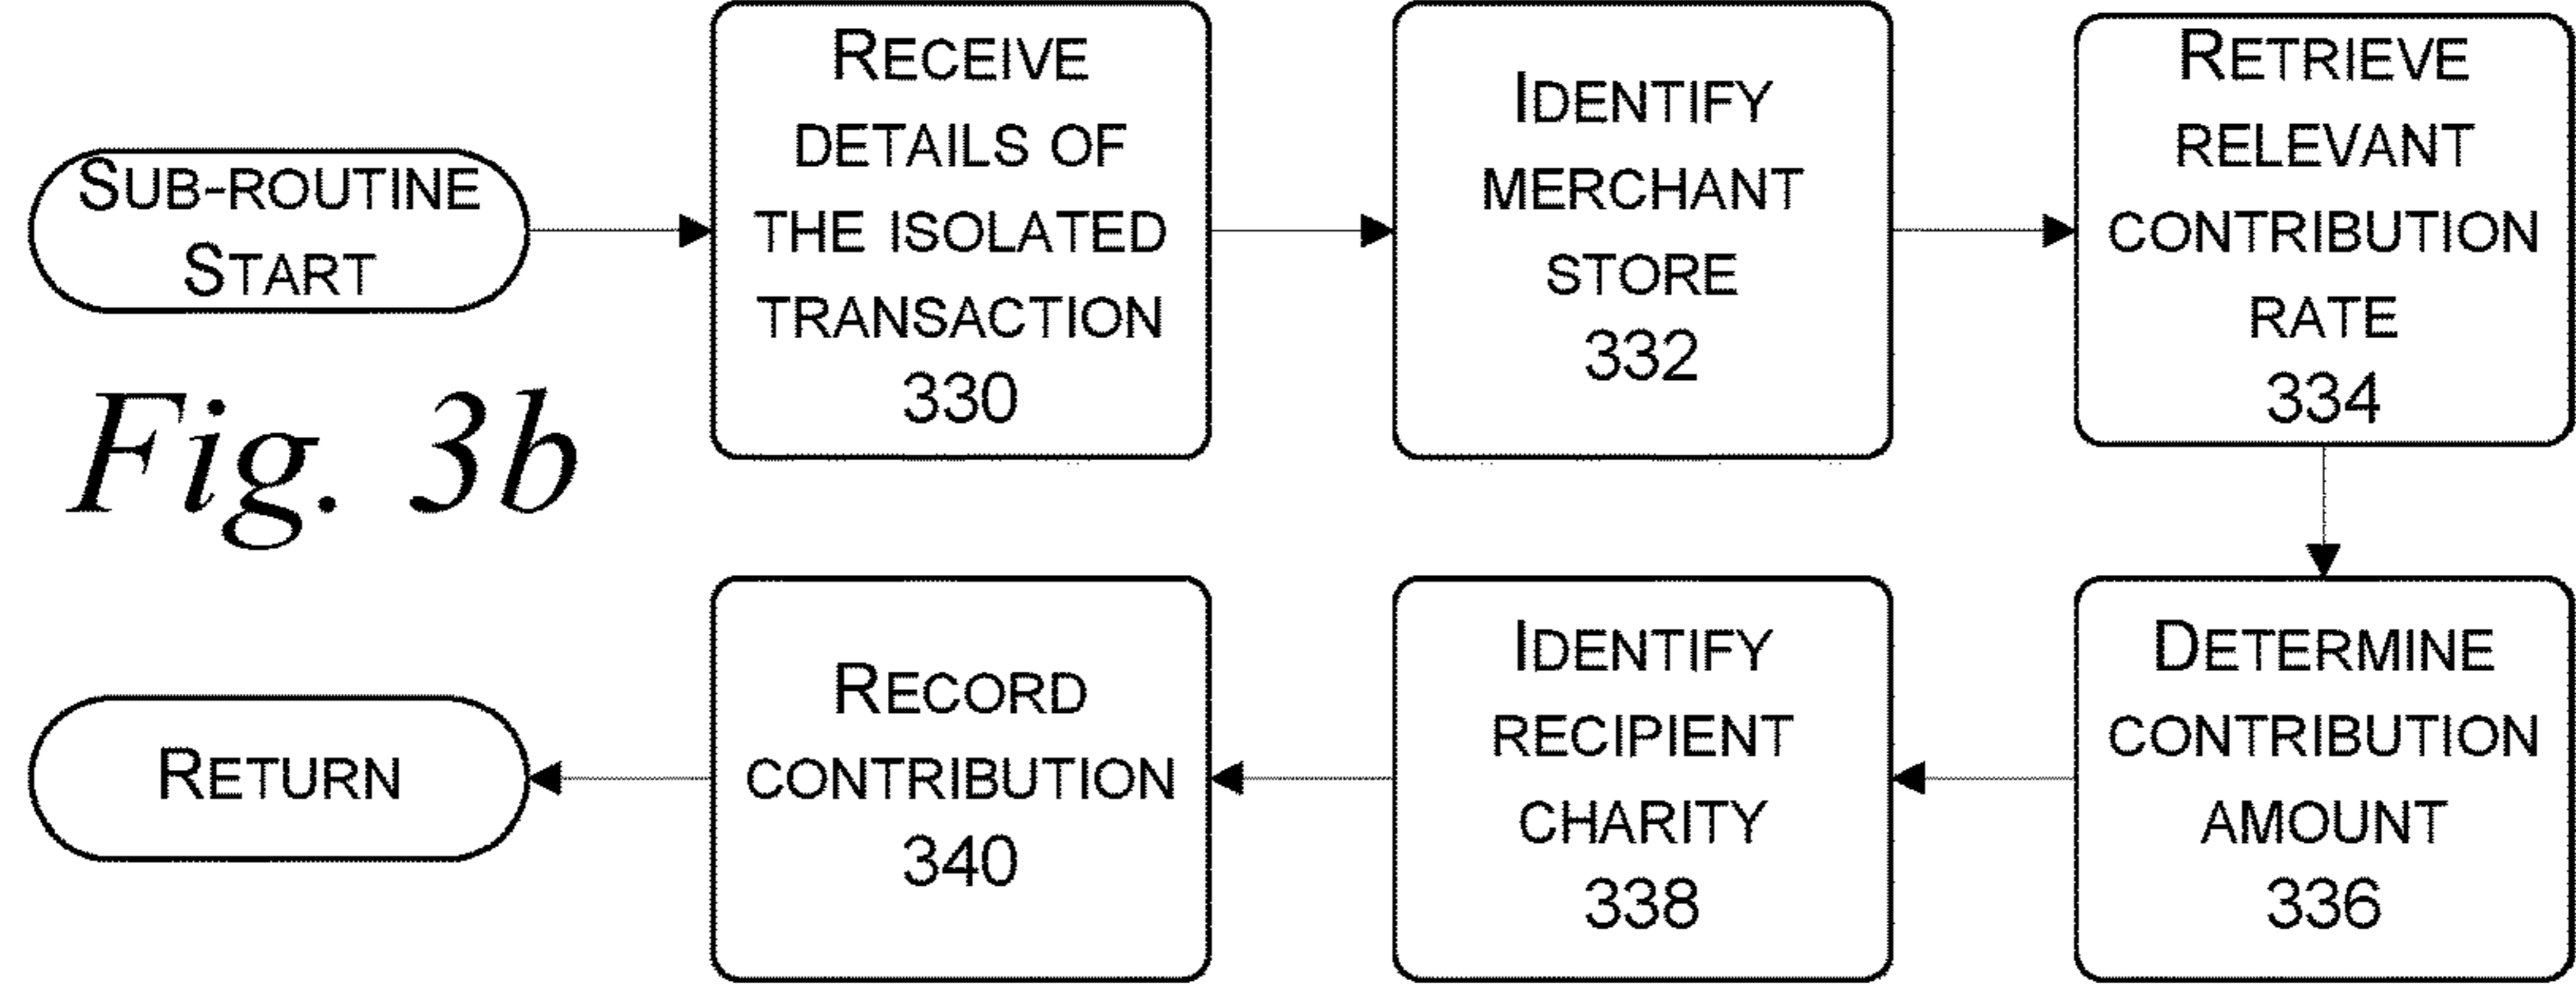 SUB-ROUTINE
START
RECEIVE
DETAILS OF
THE ISOLATED
TRANSACTION
330
IDENTIFY
MERCHANT
STORE
332
RETRIEVE
RELEVANT
CONTRIBUTION
RATE
334
Fig. 3b
DETERMINE
CONTRIBUTION
AMOUNT
336
IDENTIFY
RECIPIENT
CHARITY
338
RECORD
CONTRIBUTION
340
RETURN